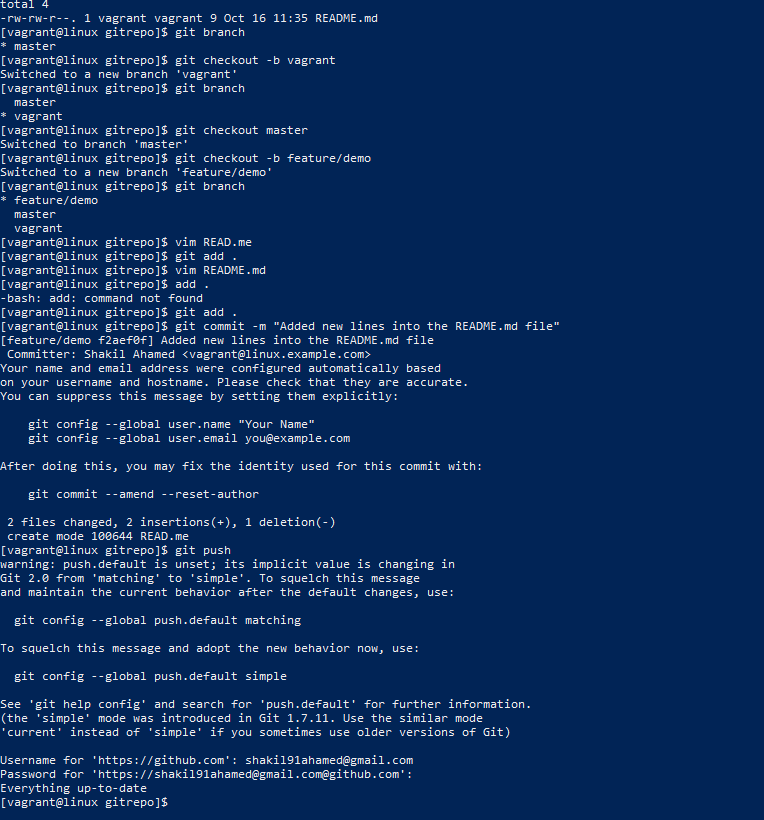 total 4
-rw-rw-r--. 1 vagrant vagrant 9 Oct 16 11:35 README.md
[vagrant@linux gitrepo]$ git branch
* master
[vagrant@linux gitrepo]$ git checkout -b vagrant
Switched to a new branch 'vagrant'
[vagrant@linux gitrepo]$ git branch
  master
* vagrant
[vagrant@linux gitrepo]$ git checkout master
Switched to branch 'master'
[vagrant@linux gitrepo]$ git checkout -b feature/demo
Switched to a new branch 'feature/demo'
[vagrant@linux gitrepo]$ git branch
* feature/demo
  master
  vagrant
[vagrant@linux gitrepo]$ vim READ.me
[vagrant@linux gitrepo]$ git add .
[vagrant@linux gitrepo]$ vim README.md
[vagrant@linux gitrepo]$ add .
-bash: add: command not found
[vagrant@linux gitrepo]$ git add .
[vagrant@linux gitrepo]$ git commit -m "Added new lines into the README.md file"
[feature/demo f2aef0f] Added new lines into the README.md file
 Committer: Shakil Ahamed <vagrant@linux.example.com>
Your name and email address were configured automatically based
on your username and hostname. Please check that they are accurate.
You can suppress this message by setting them explicitly:

    git config --global user.name "Your Name"
    git config --global user.email you@example.com

After doing this, you may fix the identity used for this commit with:

    git commit --amend --reset-author

 2 files changed, 2 insertions(+), 1 deletion(-)
 create mode 100644 READ.me
[vagrant@linux gitrepo]$ git push
warning: push.default is unset; its implicit value is changing in
Git 2.0 from 'matching' to 'simple'. To squelch this message
and maintain the current behavior after the default changes, use:

  git config --global push.default matching

To squelch this message and adopt the new behavior now, use:

  git config --global push.default simple

See 'git help config' and search for 'push.default' for further information.
(the 'simple' mode was introduced in Git 1.7.11. Use the similar mode
'current' instead of 'simple' if you sometimes use older versions of Git)

Username for 'https://github.com': shakil91ahamed@gmail.com
Password for 'https://shakil91ahamed@gmail.com@github.com':
Everything up-to-date
[vagrant@linux gitrepo]$